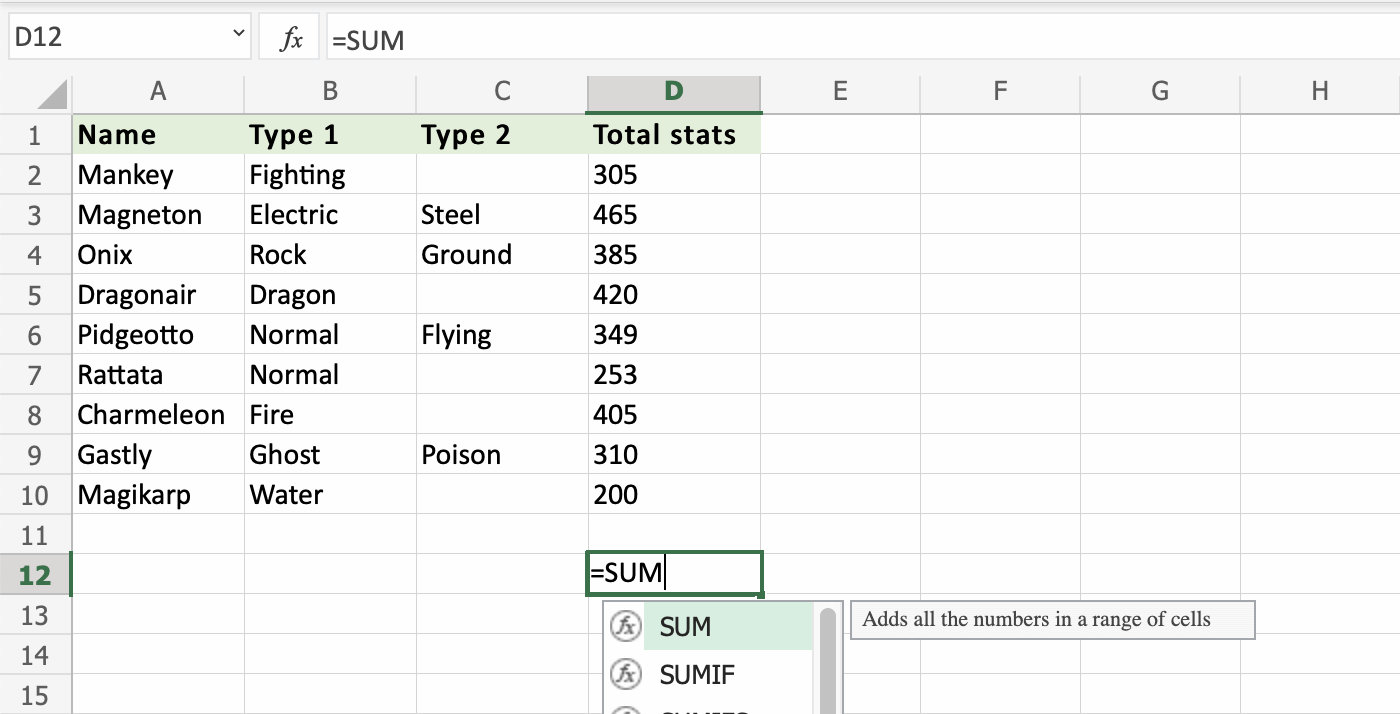 D12 fx =SUM
A B C D E F G H
1 Name Type 1 Type 2 Total stats
2 Mankey Fighting 305
3 Magneton Electric Steel 465
4 Onix Rock Ground 385
5 Dragonair Dragon 420
6 Pidgeotto Normal Flying 349
7 Rattata Normal 253
8 Charmeleon Fire 405
9 Gastly Ghost Poison 310
10 Magikarp Water 200
11
12 =SUM
13 fx SUM Adds all the numbers in a range of cells
14 fx SUMIF
15